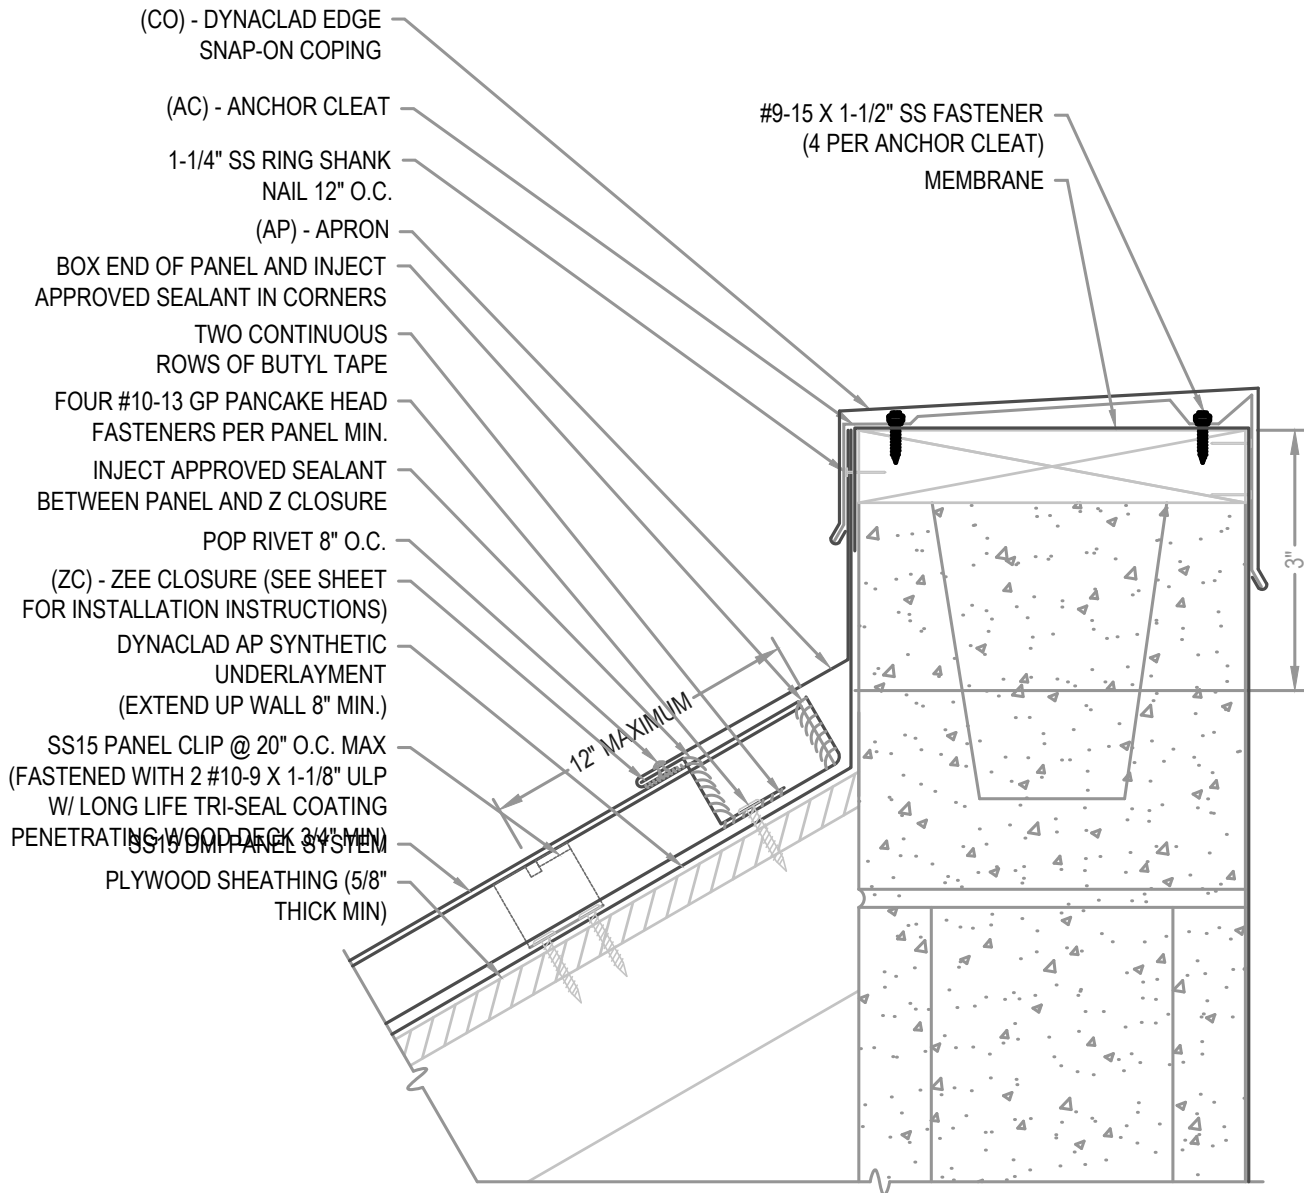 (CO) - DYNACLAD EDGE
SNAP-ON COPING
(AC) - ANCHOR CLEAT
1-1/4" SS RING SHANK
NAIL 12" O.C.
(AP) - APRON
BOX END OF PANEL AND INJECT
APPROVED SEALANT IN CORNERS
TWO CONTINUOUS
ROWS OF BUTYL TAPE
FOUR #10-13 GP PANCAKE HEAD
FASTENERS PER PANEL MIN.
INJECT APPROVED SEALANT
BETWEEN PANEL AND Z CLOSURE
POP RIVET 8" O.C.
(ZC) - ZEE CLOSURE (SEE SHEET
FOR INSTALLATION INSTRUCTIONS)
DYNACLAD AP SYNTHETIC
UNDERLAYMENT
(EXTEND UP WALL 8" MIN.)
SS15 PANEL CLIP @ 20" O.C. MAX
(FASTENED WITH 2 #10-9 X 1-1/8" ULP
W/ LONG LIFE TRI-SEAL COATING
PENETRATING WOOD DECK 3/4" MIN)
SS15 DMI PANEL SYSTEM
PLYWOOD SHEATHING (5/8"
THICK MIN)
#9-15 X 1-1/2" SS FASTENER
(4 PER ANCHOR CLEAT)
MEMBRANE
12" MAXIMUM
3"